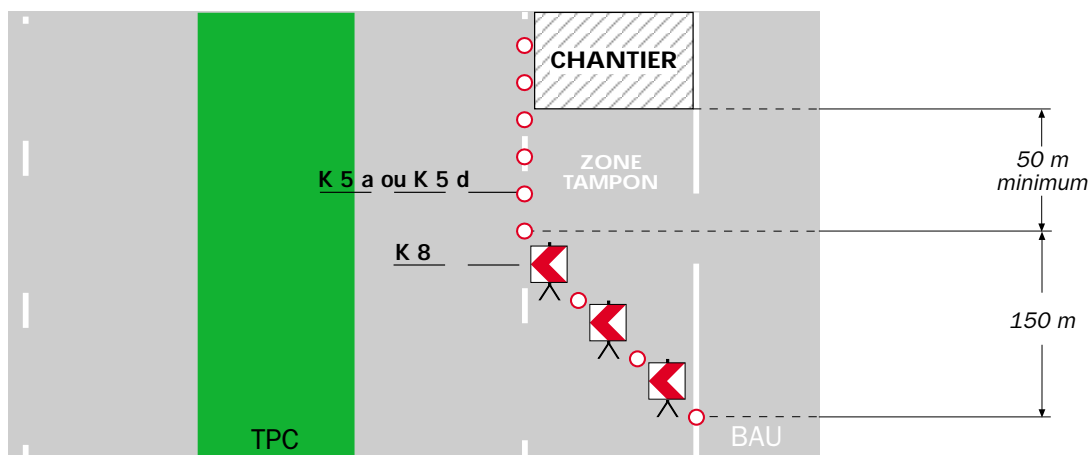 CHANTIER
ZONE
TAMPON
50 m
minimum
K 5 a ou K 5 d
K 8
150 m
TPC
BAU